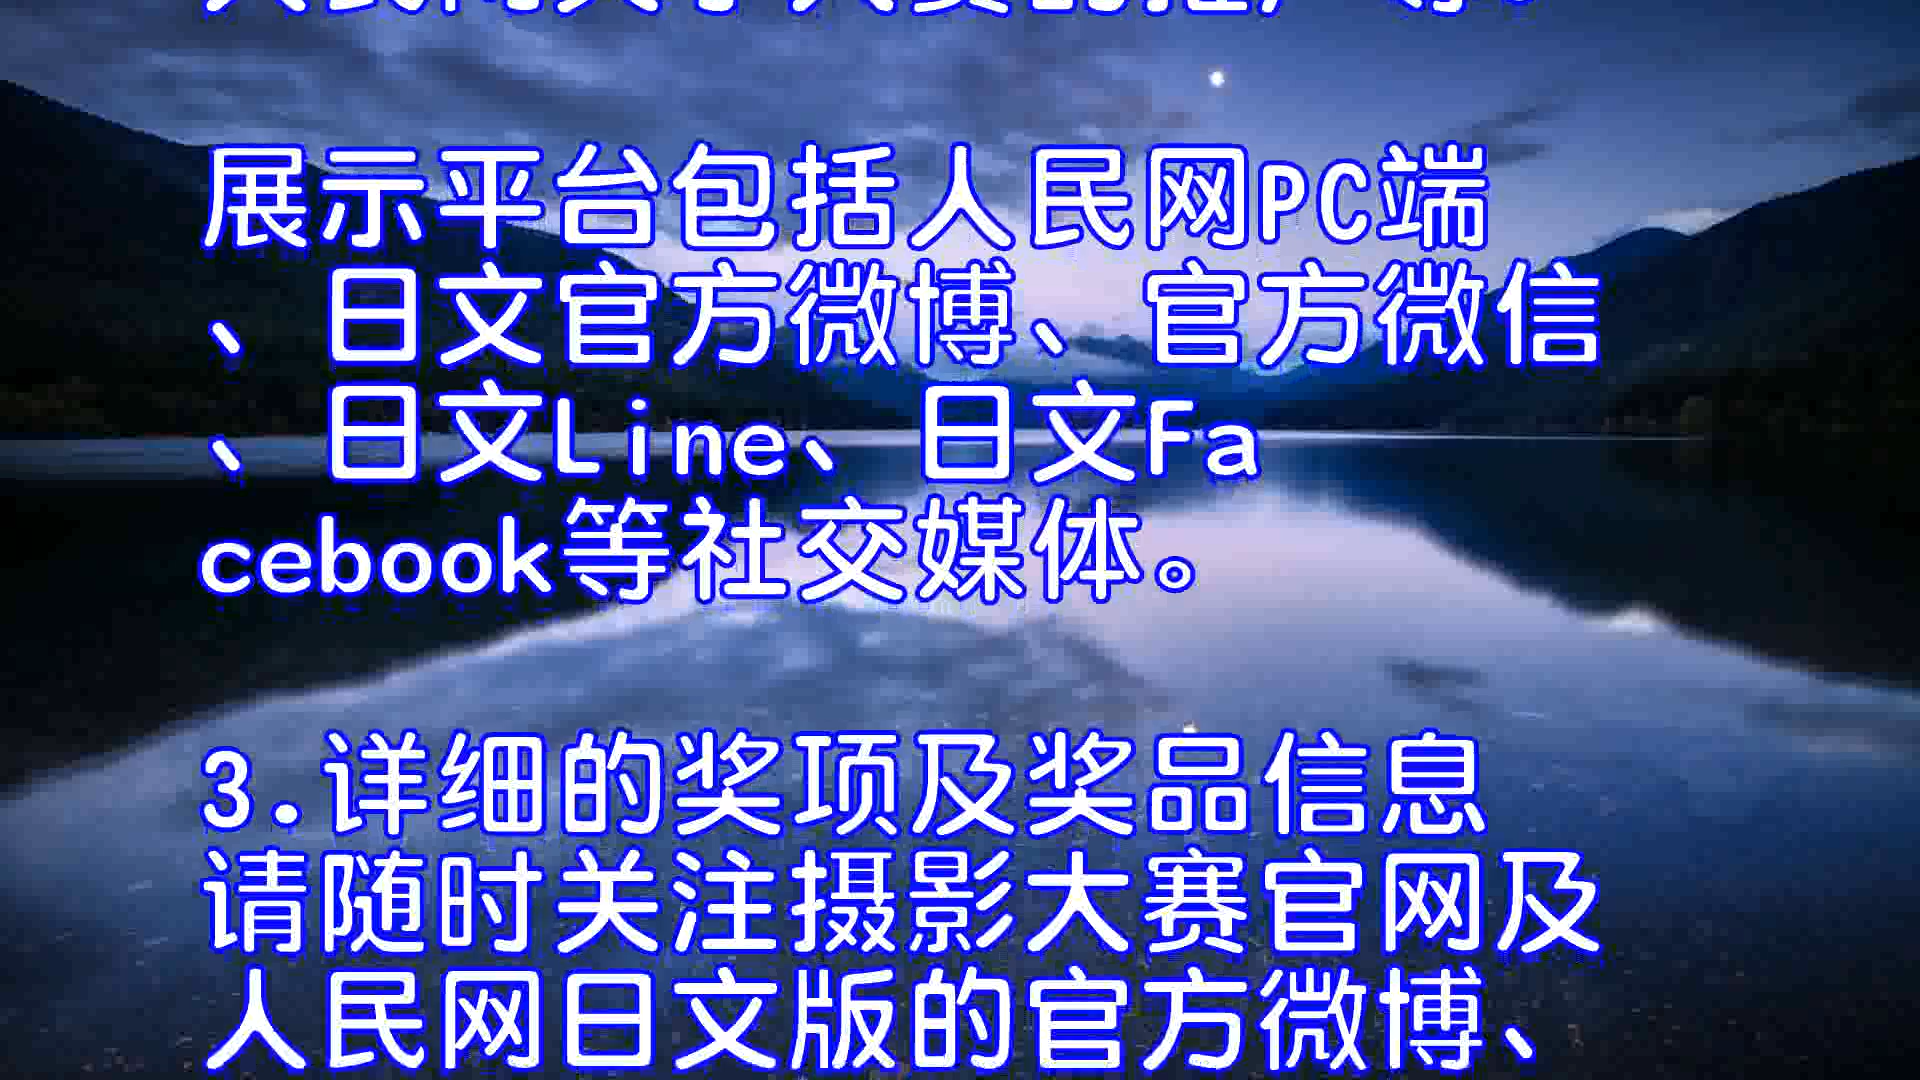 展示平台包括人民网PC端
、日文官方微博、官方微信
、日文Line、日文Fa
cebook等社交媒体。
3.详细的奖项及奖品信息
请随时关注摄影大赛官网及
人民网日文版的官方微博、